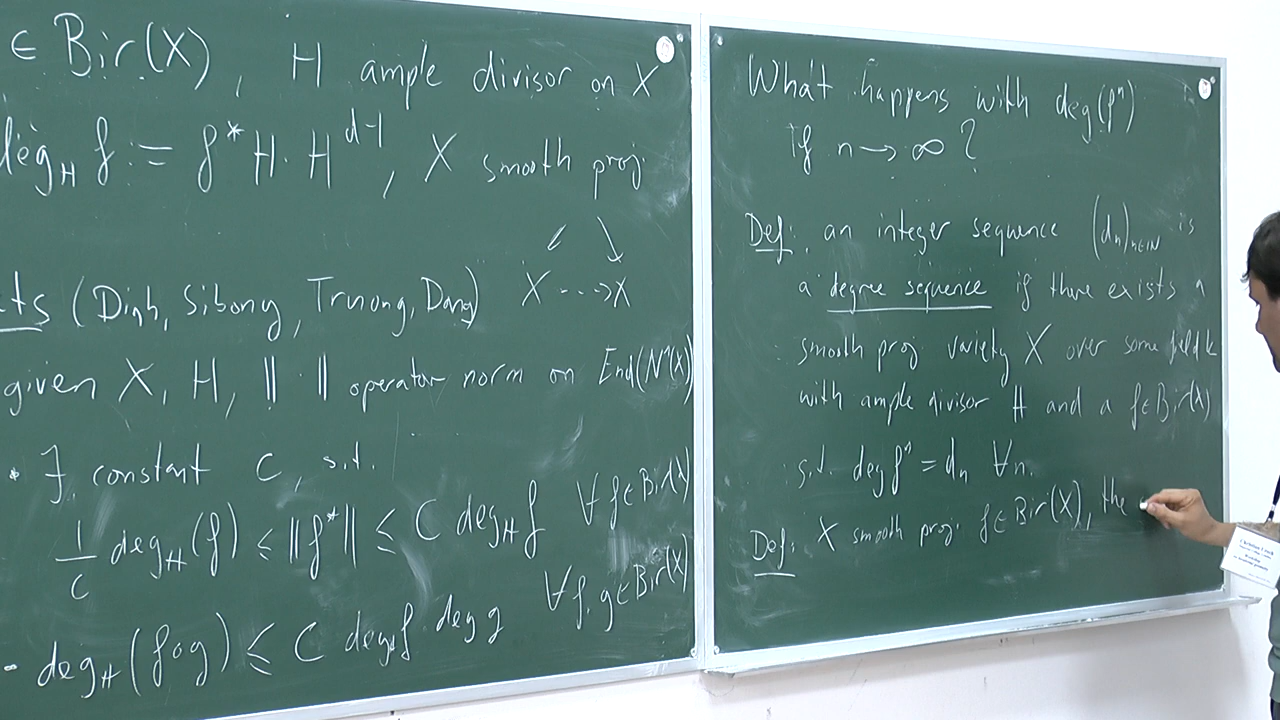 ∈ Bir(X), H ample divisor on X
deg_H f := f*H · H^{d-1}, X smooth proj.
X ⇢ X
(Dinh, Sibony, Truong, Dang)
given X, H, ‖ ‖ operator norm on End(N¹(X))
• ∃ constant C, s.t.
1/C deg_H(f) ≤ ‖f*‖ ≤ C deg_H f ∀ f∈Bir(X)
- deg_H(f∘g) ≤ C deg f deg g ∀ f, g∈Bir(X)
What happens with deg(fⁿ)
if n → ∞ ?
Def: an integer sequence (d_n)_{n∈ℕ} is
a degree sequence if there exists a
smooth proj variety X over some field k
with ample divisor H and a f∈Bir(X)
s.t. deg fⁿ = d_n ∀n.
Def: X smooth proj. f∈Bir(X), the